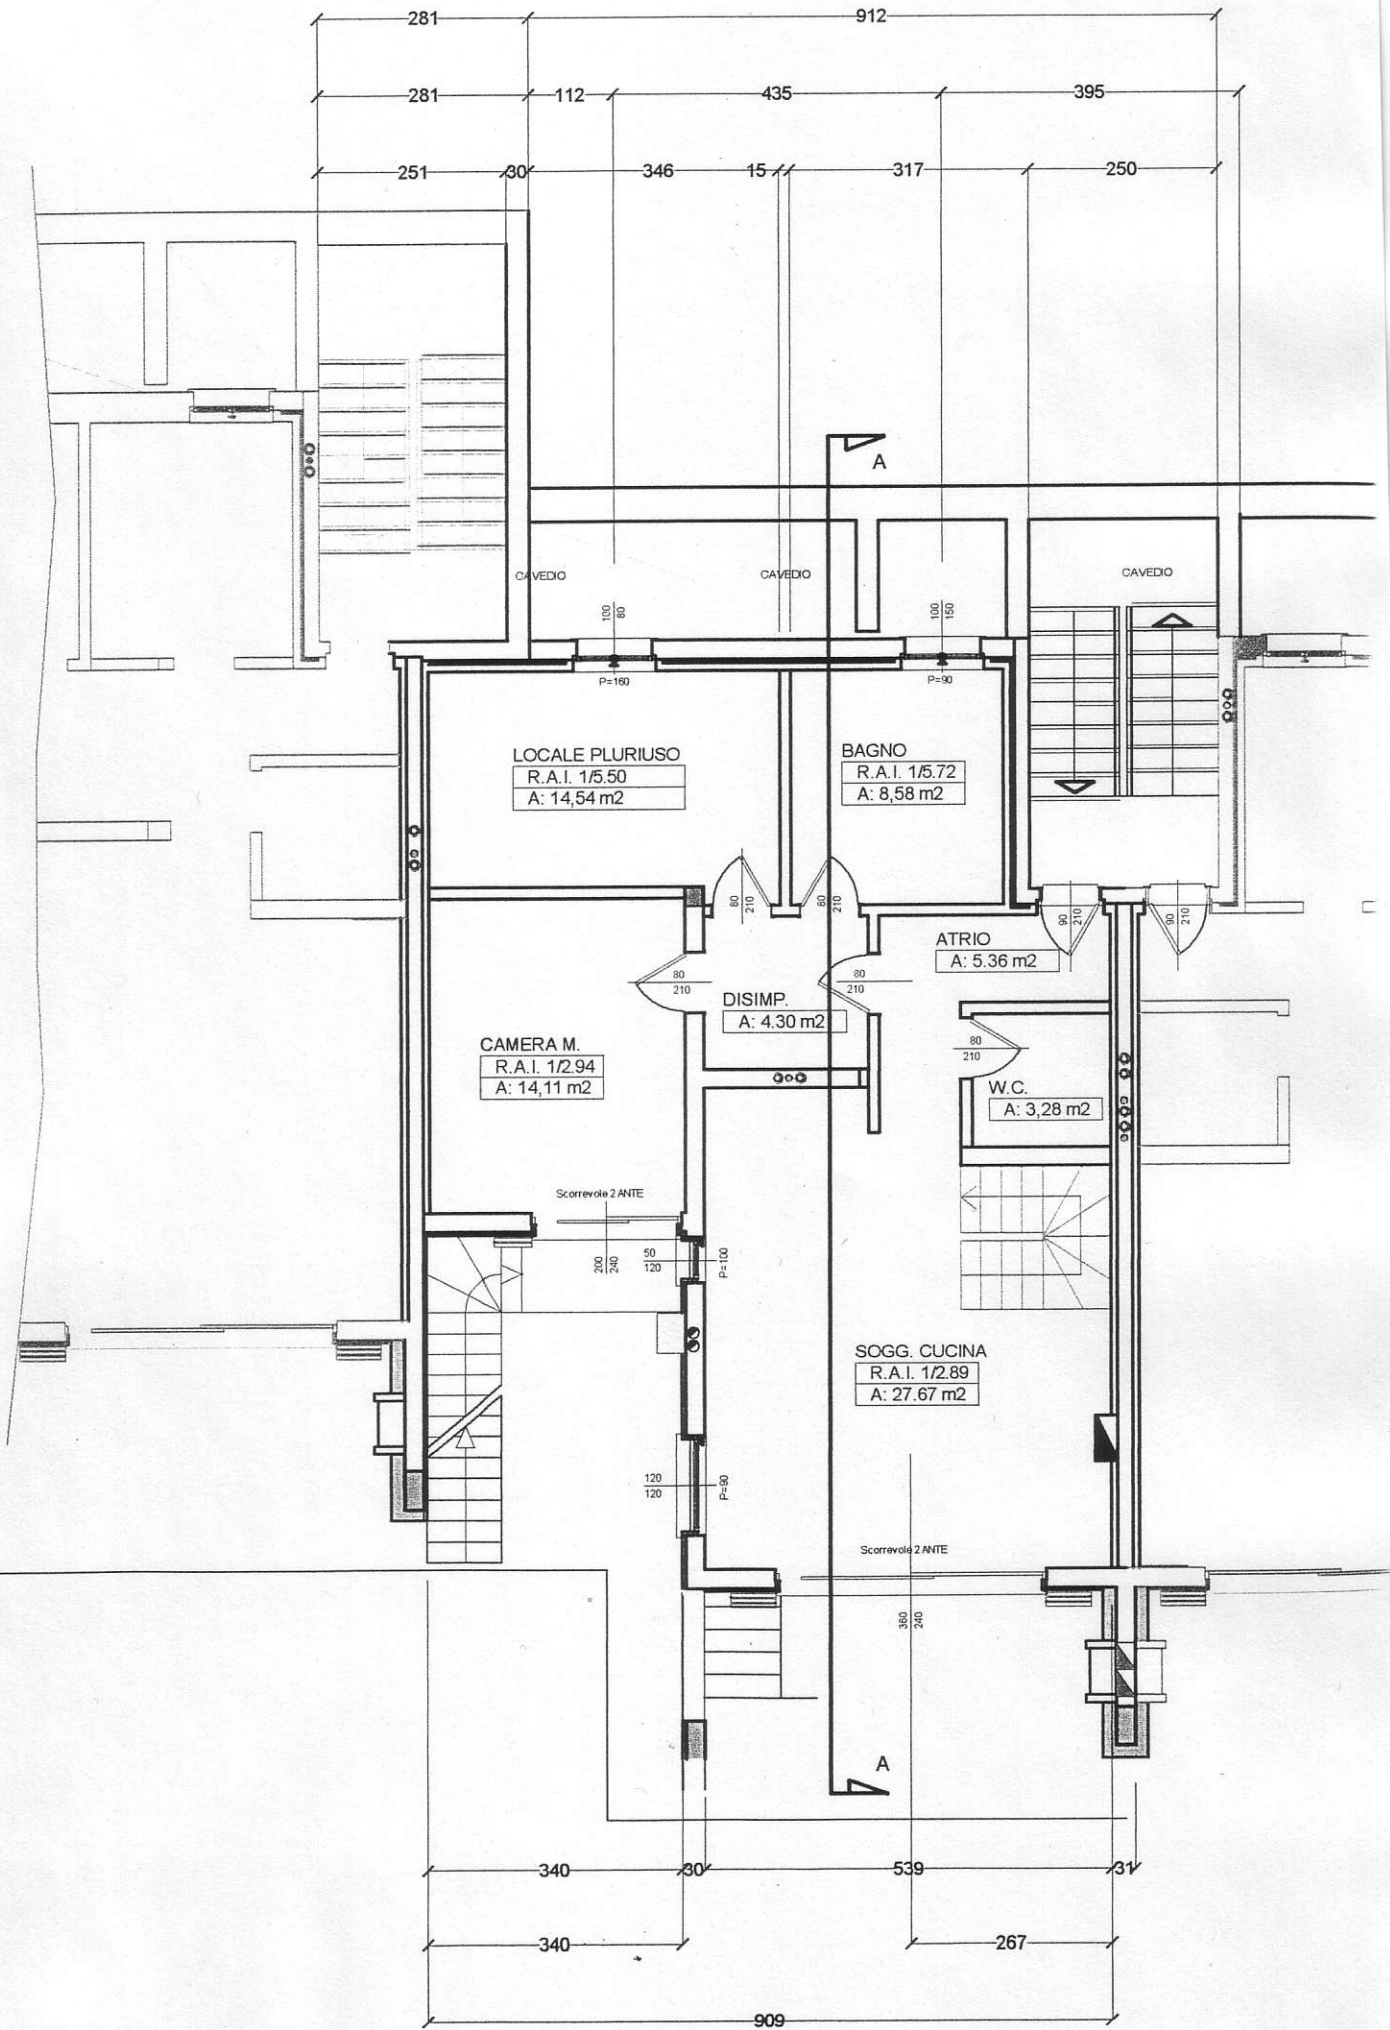 281
912
281
112
435
395
251
30
346
15
317
250
A
CAVEDIO
CAVEDIO
CAVEDIO
100
80
100
150
P=160
P=90
LOCALE PLURIUSO
R.A.I. 1/5.50
A: 14,54 m2
BAGNO
R.A.I. 1/5.72
A: 8,58 m2
80
210
80
210
90
210
90
210
ATRIO
A: 5.36 m2
80
210
80
210
DISIMP.
A: 4.30 m2
CAMERA M.
R.A.I. 1/2.94
A: 14,11 m2
80
210
W.C.
A: 3,28 m2
Scorrevole 2 ANTE
200
240
50
120
P=100
SOGG. CUCINA
R.A.I. 1/2.89
A: 27.67 m2
120
120
P=90
Scorrevole 2 ANTE
360
240
A
340
30
539
31
340
267
909